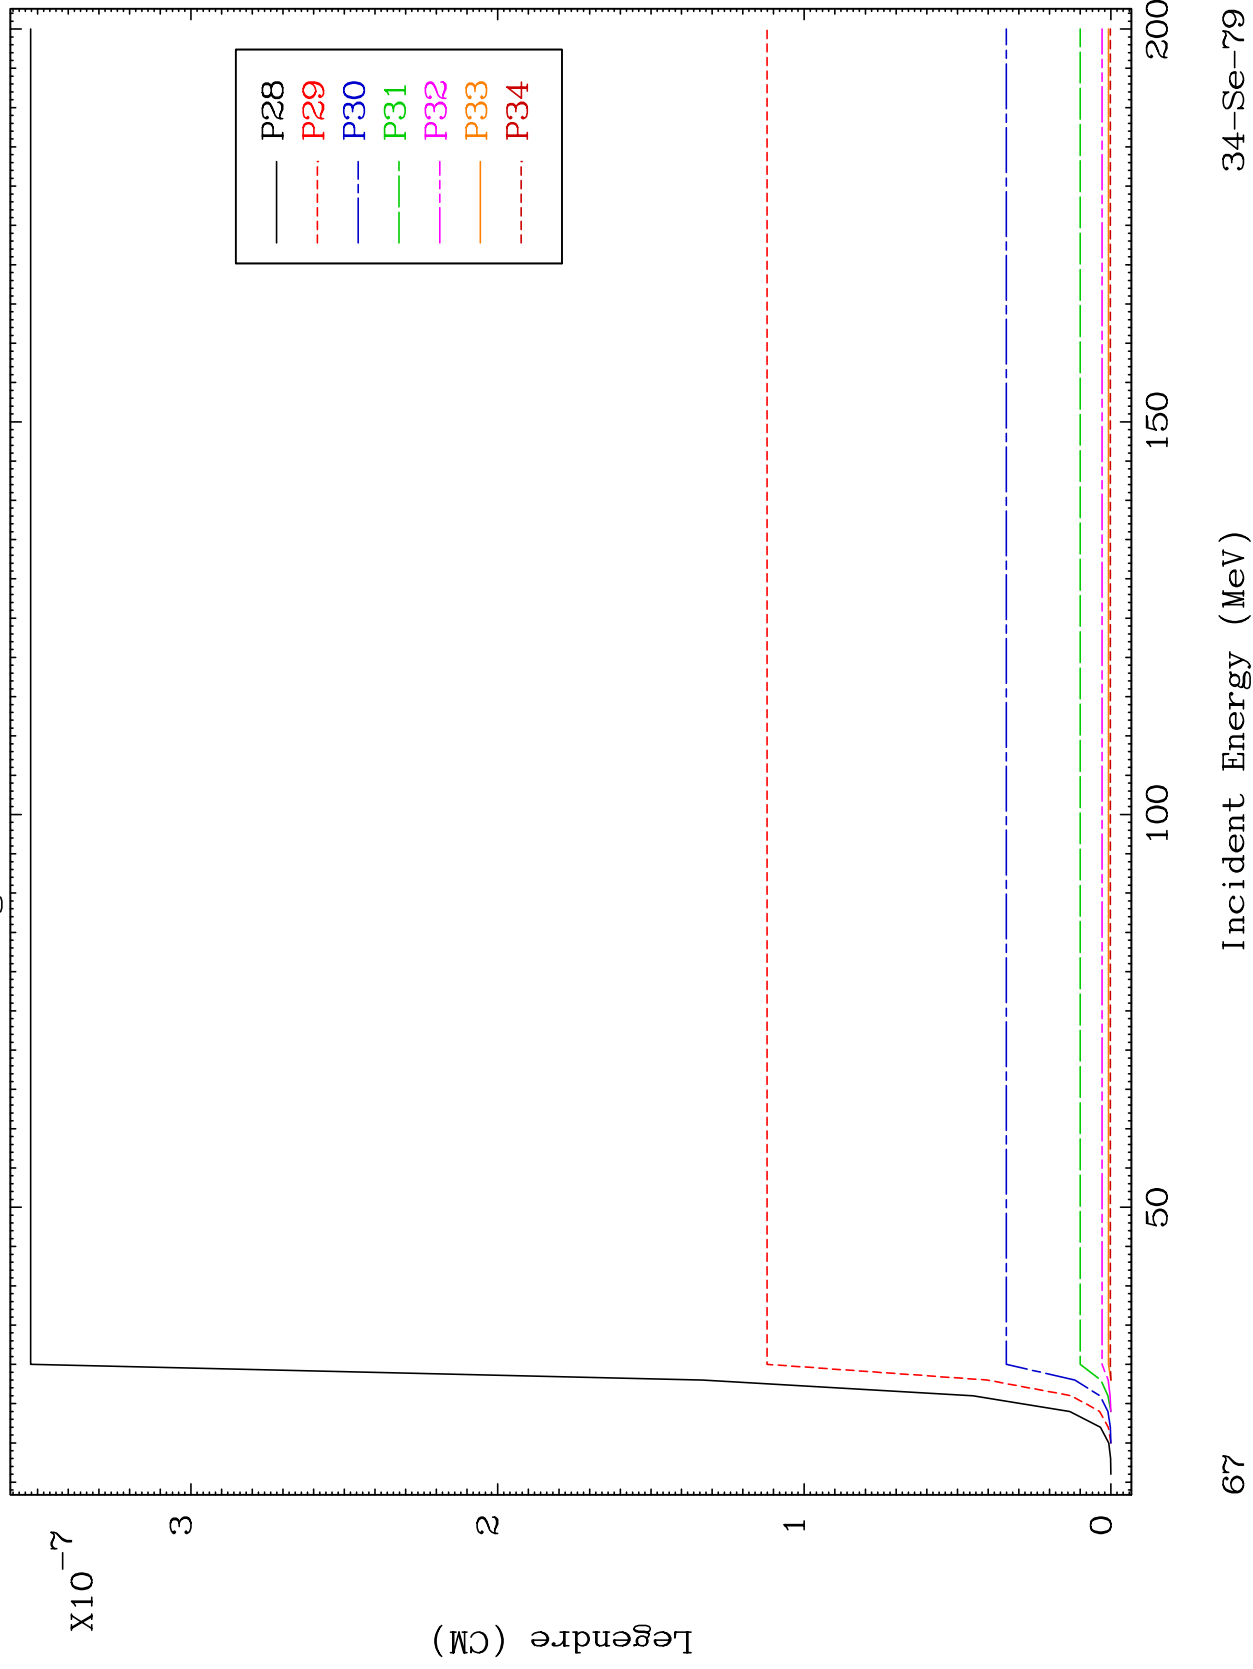 X10-7
3
2
1
0
Legendre (CM)
P28
P29
P30
P31
P32
P33
P34
50
100
150
200
Incident Energy (MeV)
67
34-Se-79